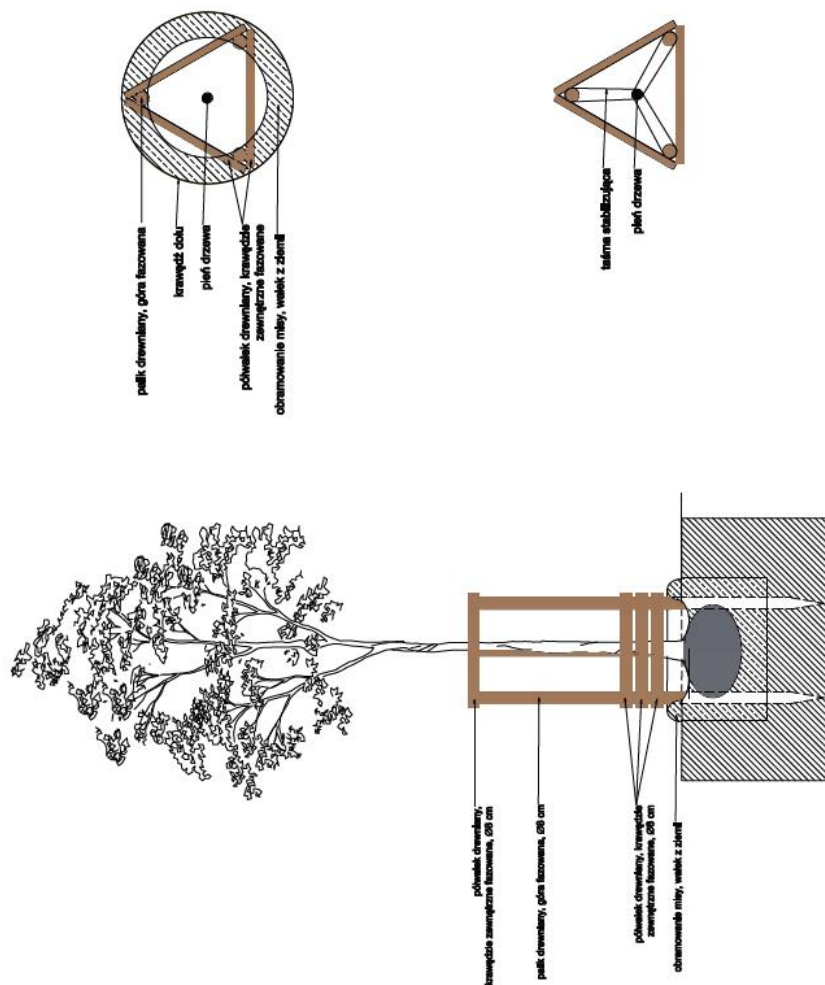 palik drewniany, góra fazowana
krawędź dołu
pień drzewa
półwałek drewniany, krawędzie
zewnętrzne fazowane
obramowanie misy, wałek z ziemi
taśma stabilizująca
pień drzewa
półwałek drewniany,
krawędzie zewnętrzne fazowane, Ø8 cm
palik drewniany, góra fazowana, Ø8 cm
półwałek drewniany, krawędzie
zewnętrzne fazowane, Ø8 cm
obramowanie misy, wałek z ziemi